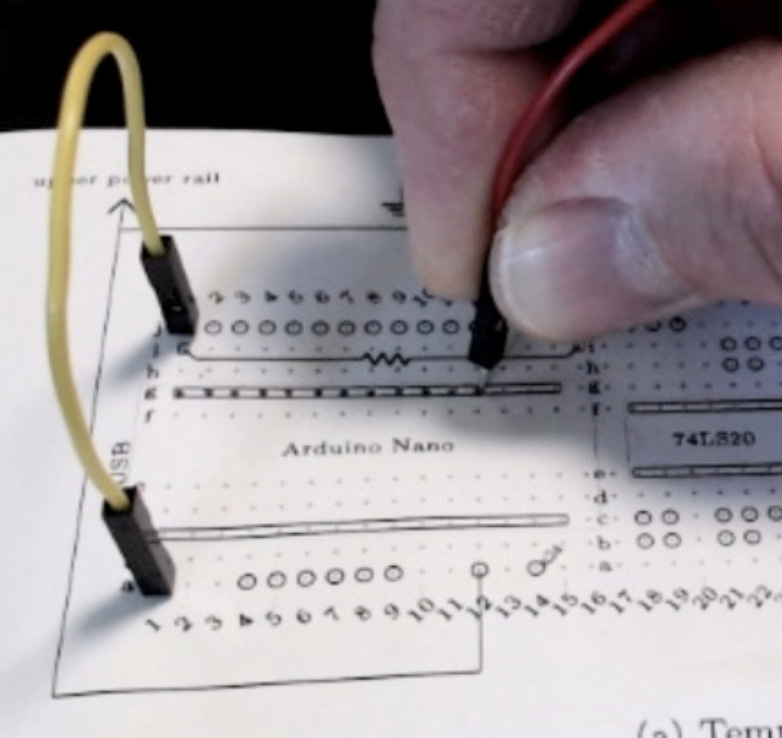 upper power rail
2 3 4 5 6 7 8 9 10
i i
h h
g g
f f
USB
Arduino Nano
74LS20
e
d
c
b
a a
1 2 3 4 5 6 7 8 9 10 11 12 13 14 15 16 17 18 19 20 21 22
(a) Temp